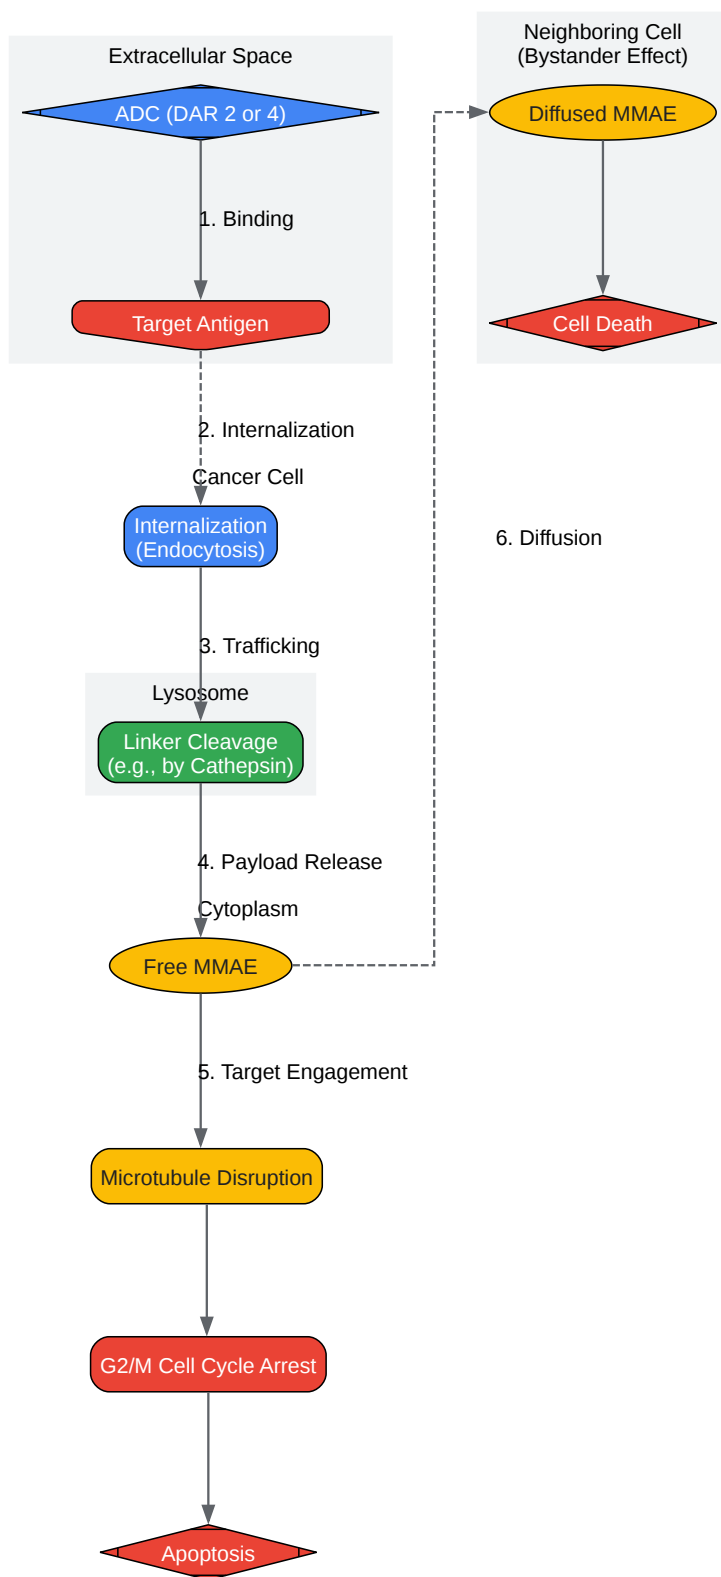 Extracellular Space
ADC (DAR 2 or 4)
1. Binding
Target Antigen
2. Internalization
Cancer Cell
Internalization
(Endocytosis)
3. Trafficking
Lysosome
Linker Cleavage
(e.g., by Cathepsin)
4. Payload Release
Cytoplasm
Free MMAE
5. Target Engagement
Microtubule Disruption
G2/M Cell Cycle Arrest
Apoptosis
6. Diffusion
Neighboring Cell
(Bystander Effect)
Diffused MMAE
Cell Death